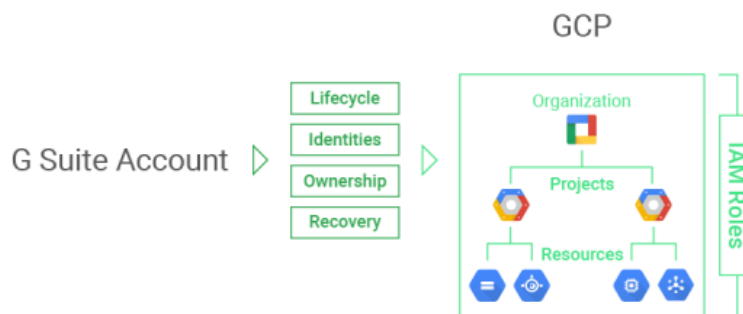 GCP
G Suite Account
Lifecycle
Identities
Ownership
Recovery
Organization
Projects
Resources
IAM Roles